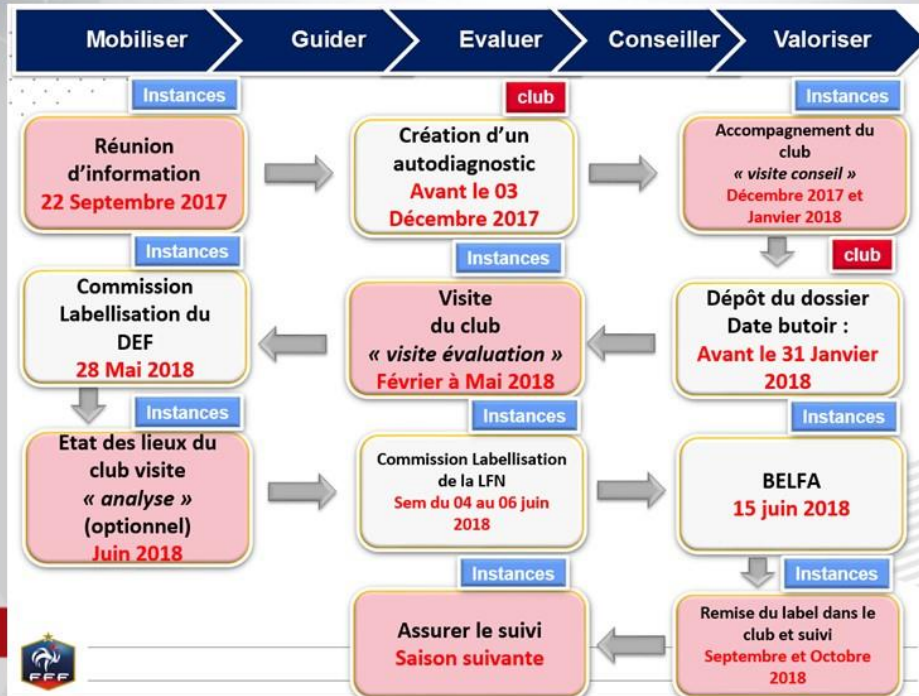 Mobiliser
Guider
Evaluer
Conseiller
Valoriser
Instances
Réunion
d'information
22 Septembre 2017
club
Création d'un
autodiagnostic
Avant le 03
Décembre 2017
Instances
Accompagnement du
club
« visite conseil »
Décembre 2017 et
Janvier 2018
club
Dépôt du dossier
Date butoir :
Avant le 31 Janvier
2018
Instances
Visite
du club
« visite évaluation »
Février à Mai 2018
Instances
Commission
Labellisation du
DEF
28 Mai 2018
Instances
Etat des lieux du
club visite
« analyse »
(optionnel)
Juin 2018
Instances
Commission Labellisation
de la LFN
Sem du 04 au 06 juin
2018
Instances
BELFA
15 juin 2018
Instances
Remise du label dans le
club et suivi
Septembre et Octobre
2018
Instances
Assurer le suivi
Saison suivante
FFF